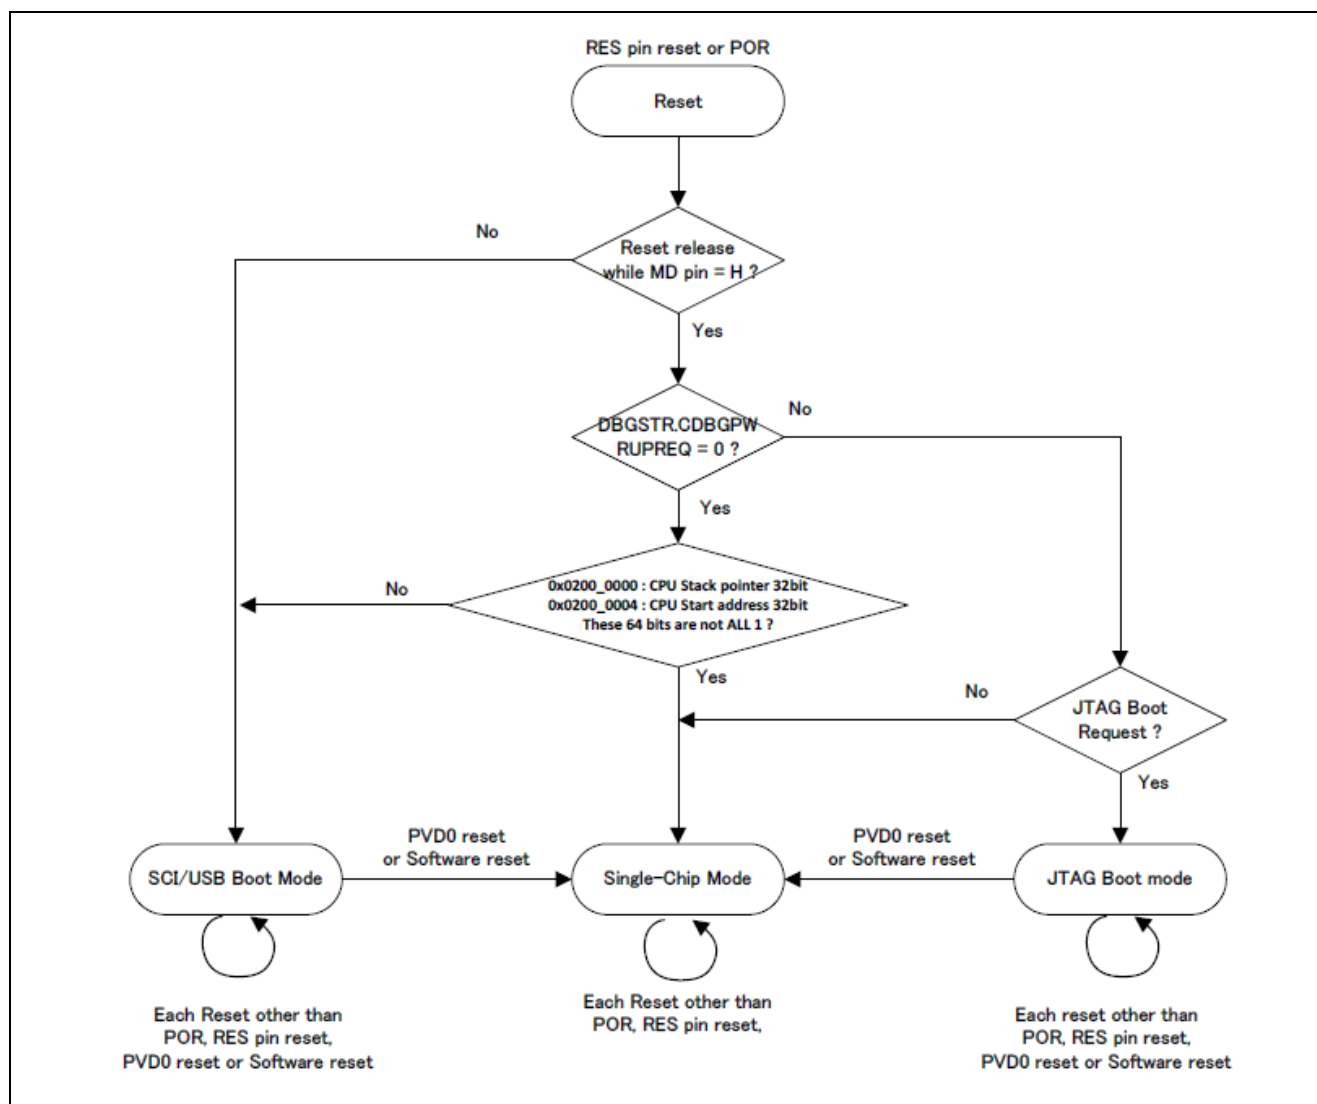 RES pin reset or POR
Reset
No
Reset release
while MD pin = H ?
Yes
DBGSTR.CDBGPW
RUPREQ = 0 ?
No
Yes
No
0x0200_0000 : CPU Stack pointer 32bit
0x0200_0004 : CPU Start address 32bit
These 64 bits are not ALL 1 ?
Yes
No
JTAG Boot
Request ?
Yes
PVD0 reset
or Software reset
PVD0 reset
or Software reset
SCI/USB Boot Mode
Single-Chip Mode
JTAG Boot mode
Each Reset other than
POR, RES pin reset,
PVD0 reset or Software reset
Each Reset other than
POR, RES pin reset,
Each reset other than
POR, RES pin reset,
PVD0 reset or Software reset